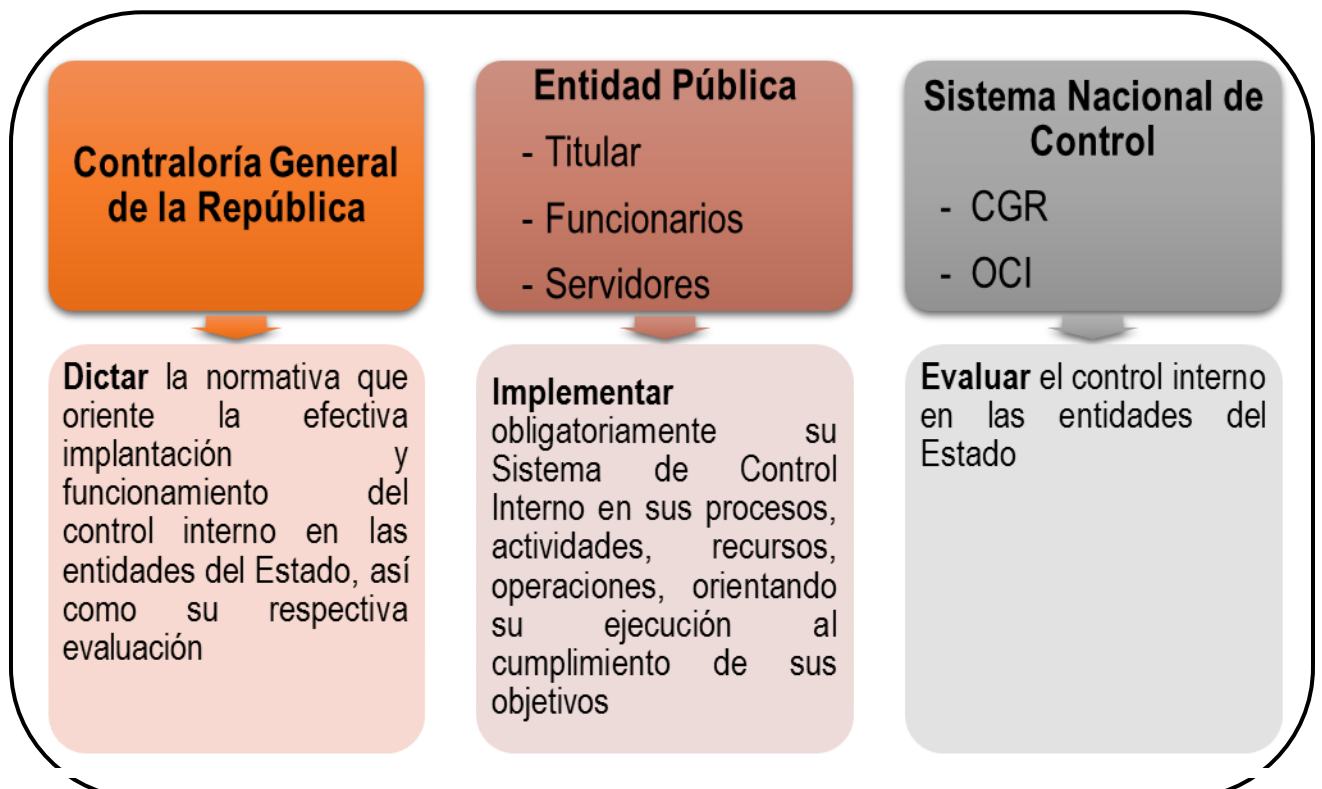 Contraloría General
de la República
Dictar la normativa que
oriente la efectiva
implantación y
funcionamiento del
control interno en las
entidades del Estado, así
como su respectiva
evaluación
Entidad Pública
- Titular
- Funcionarios
- Servidores
Implementar
obligatoriamente su
Sistema de Control
Interno en sus procesos,
actividades, recursos,
operaciones, orientando
su ejecución al
cumplimiento de sus
objetivos
Sistema Nacional de
Control
- CGR
- OCI
Evaluar el control interno
en las entidades del
Estado